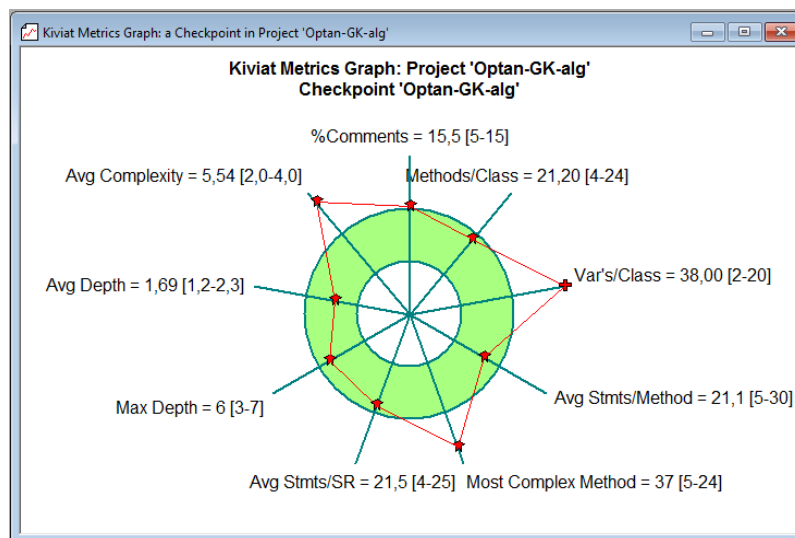 Kiviat Metrics Graph: a Checkpoint in Project 'Optan-GK-alg'
Kiviat Metrics Graph: Project 'Optan-GK-alg'
Checkpoint 'Optan-GK-alg'
%Comments = 15,5 [5-15]
Avg Complexity = 5,54 [2,0-4,0]
Methods/Class = 21,20 [4-24]
Var's/Class = 38,00 [2-20]
Avg Depth = 1,69 [1,2-2,3]
Avg Stmts/Method = 21,1 [5-30]
Max Depth = 6 [3-7]
Avg Stmts/SR = 21,5 [4-25]
Most Complex Method = 37 [5-24]